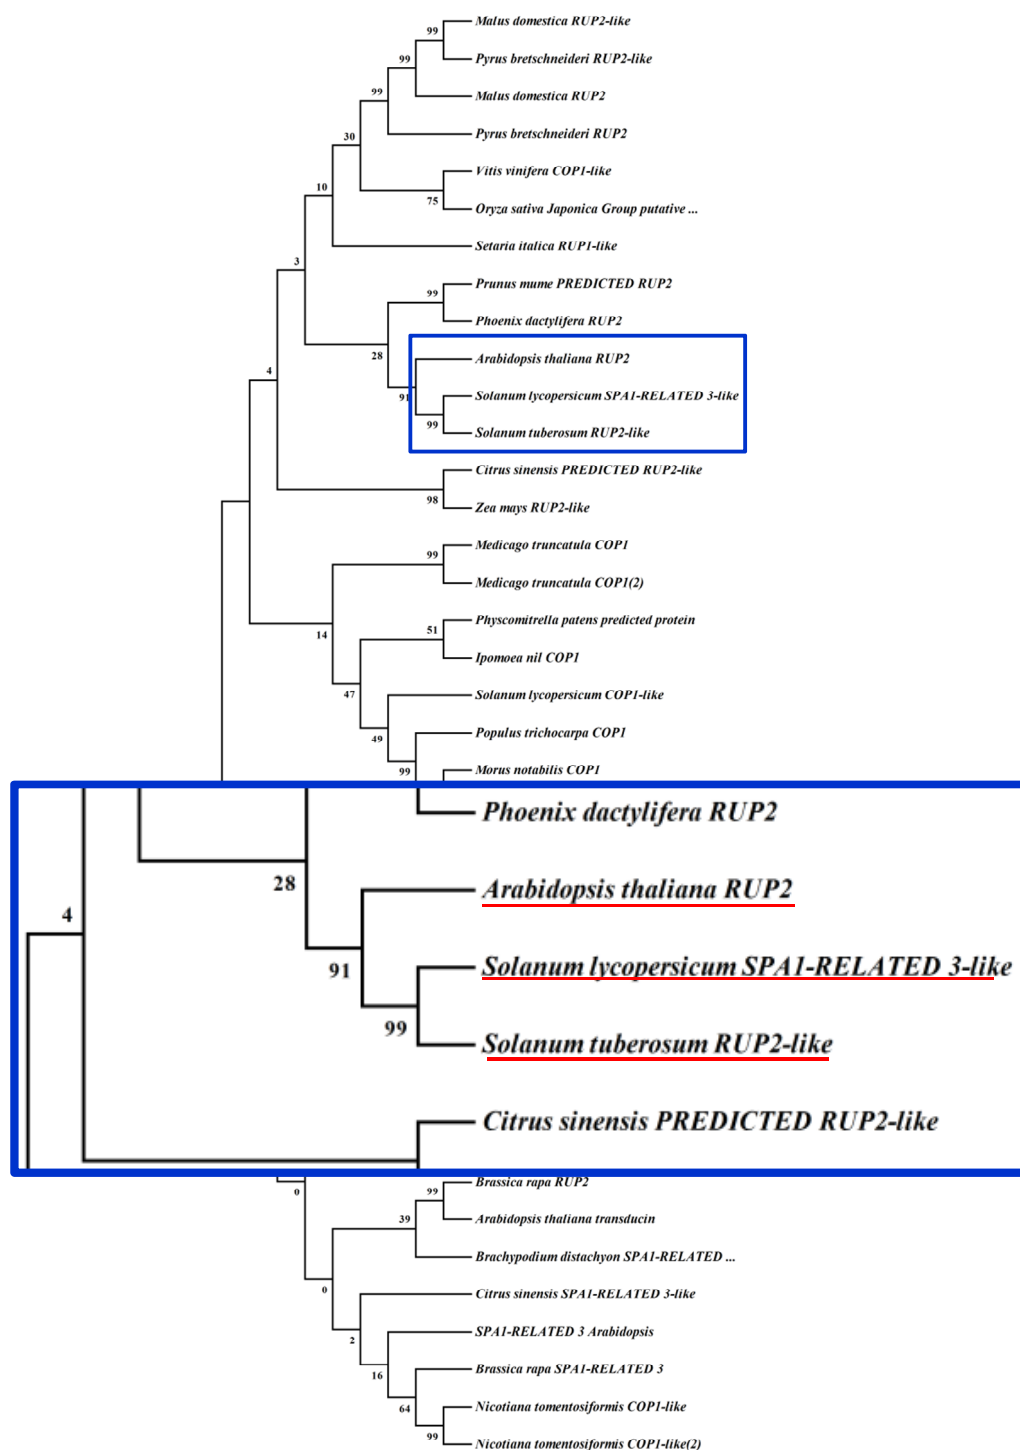 Malus domestica RUP2-like
99
Pyrus bretschneideri RUP2-like
99
Malus domestica RUP2
99
Pyrus bretschneideri RUP2
30
Vitis vinifera COP1-like
10
75
Oryza sativa Japonica Group putative ...
Setaria italica RUP1-like
3
Prunus mume PREDICTED RUP2
99
Phoenix dactylifera RUP2
28
Arabidopsis thaliana RUP2
4
91
Solanum lycopersicum SPA1-RELATED 3-like
99
Solanum tuberosum RUP2-like
Citrus sinensis PREDICTED RUP2-like
98
Zea mays RUP2-like
Medicago truncatula COP1
99
Medicago truncatula COP1(2)
14
Physcomitrella patens predicted protein
51
Ipomoea nil COP1
47
Solanum lycopersicum COP1-like
49
Populus trichocarpa COP1
99
Morus notabilis COP1
Phoenix dactylifera RUP2
28
Arabidopsis thaliana RUP2
4
91
Solanum lycopersicum SPA1-RELATED 3-like
99
Solanum tuberosum RUP2-like
Citrus sinensis PREDICTED RUP2-like
Brassica rapa RUP2
0
99
Arabidopsis thaliana transducin
39
Brachypodium distachyon SPA1-RELATED ...
0
Citrus sinensis SPA1-RELATED 3-like
2
SPA1-RELATED 3 Arabidopsis
16
Brassica rapa SPA1-RELATED 3
64
Nicotiana tomentosiformis COP1-like
99
Nicotiana tomentosiformis COP1-like(2)